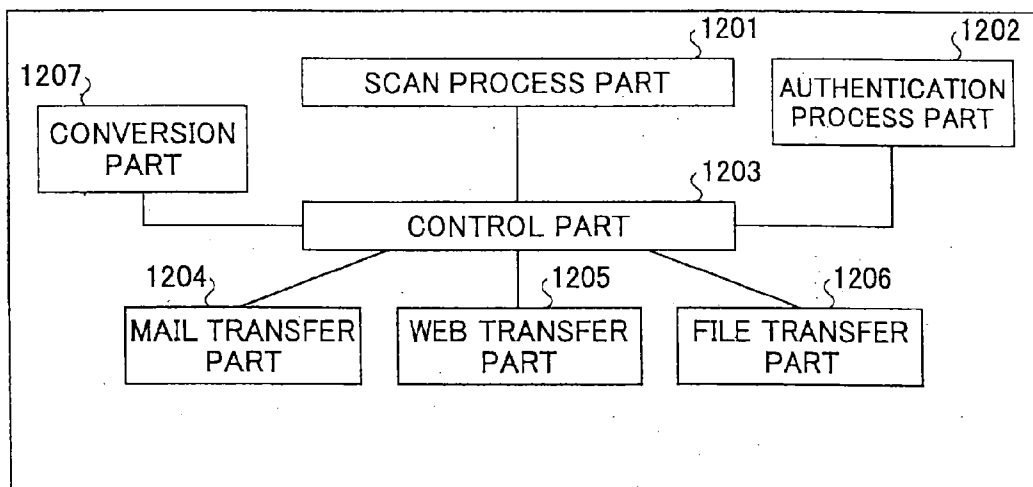 1201
SCAN PROCESS PART
1202
AUTHENTICATION
PROCESS PART
1207
CONVERSION
PART
1203
CONTROL PART
1204
MAIL TRANSFER
PART
1205
WEB TRANSFER
PART
1206
FILE TRANSFER
PART